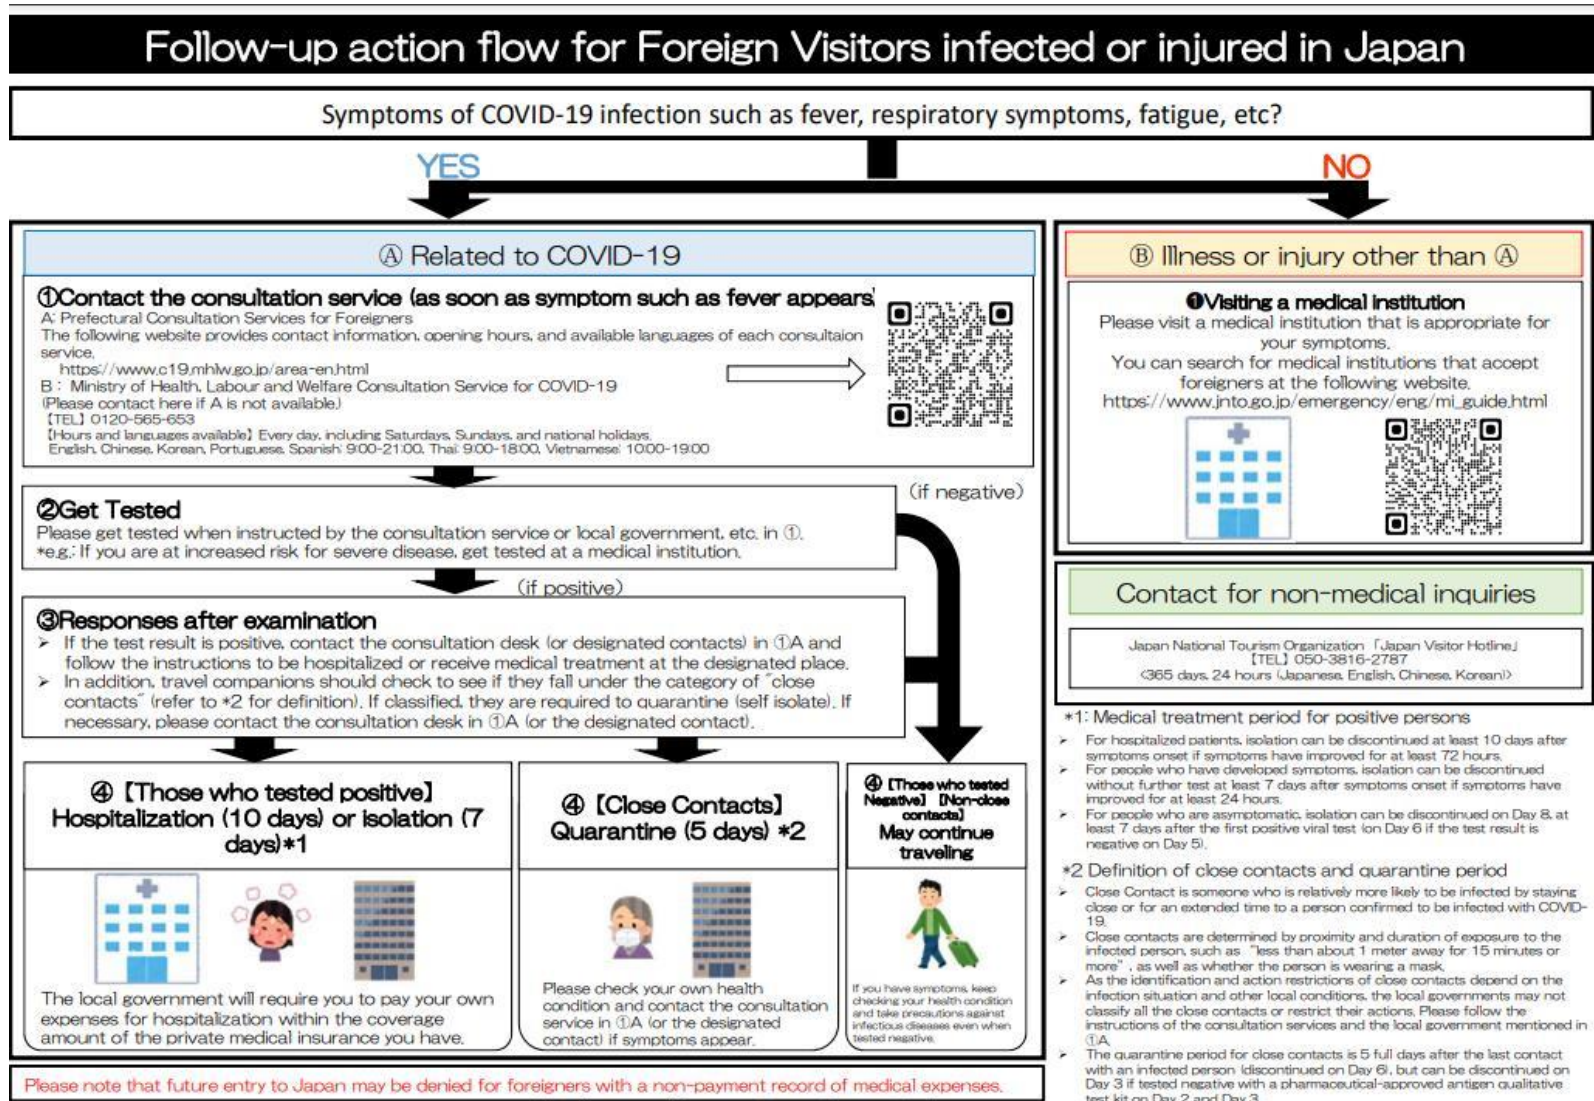 Follow-up action flow for Foreign Visitors infected or injured in Japan
Symptoms of COVID-19 infection such as fever, respiratory symptoms, fatigue, etc?
YES
NO
Ⓐ Related to COVID-19
①Contact the consultation service (as soon as symptom such as fever appears)
A: Prefectural Consultation Services for Foreigners
The following website provides contact information, opening hours, and available languages of each consultaion
service.
https://www.c19.mhlw.go.jp/area-en.html
B： Ministry of Health, Labour and Welfare Consultation Service for COVID-19
(Please contact here if A is not available.)
【TEL】0120-565-653
【Hours and languages available】Every day, including Saturdays, Sundays, and national holidays.
English, Chinese, Korean, Portuguese, Spanish: 9:00-21:00, Thai: 9:00-18:00, Vietnamese: 10:00-19:00
②Get Tested
Please get tested when instructed by the consultation service or local government, etc. in ①.
*e.g.: If you are at increased risk for severe disease, get tested at a medical institution.
(if negative)
(if positive)
③Responses after examination
➢ If the test result is positive, contact the consultation desk (or designated contacts) in ①A and
follow the instructions to be hospitalized or receive medical treatment at the designated place.
➢ In addition, travel companions should check to see if they fall under the category of "close
contacts" (refer to *2 for definition). If classified, they are required to quarantine (self isolate). If
necessary, please contact the consultation desk in ①A (or the designated contact).
④【Those who tested positive】
Hospitalization (10 days) or isolation (7
days)*1
The local government will require you to pay your own
expenses for hospitalization within the coverage
amount of the private medical insurance you have.
④【Close Contacts】
Quarantine (5 days) *2
Please check your own health
condition and contact the consultation
service in ①A (or the designated
contact) if symptoms appear.
④【Those who tested
Negative】【Non-close
contacts】
May continue
traveling
If you have symptoms, keep
checking your health condition
and take precautions against
infectious diseases even when
tested negative.
Please note that future entry to Japan may be denied for foreigners with a non-payment record of medical expenses.
Ⓑ Illness or injury other than Ⓐ
❶Visiting a medical institution
Please visit a medical institution that is appropriate for
your symptoms.
You can search for medical institutions that accept
foreigners at the following website.
https://www.jnto.go.jp/emergency/eng/mi_guide.html
Contact for non-medical inquiries
Japan National Tourism Organization 「Japan Visitor Hotline」
【TEL】050-3816-2787
<365 days, 24 hours (Japanese, English, Chinese, Korean)>
*1: Medical treatment period for positive persons
➢ For hospitalized patients, isolation can be discontinued at least 10 days after
symptoms onset if symptoms have improved for at least 72 hours.
➢ For people who have developed symptoms, isolation can be discontinued
without further test at least 7 days after symptoms onset if symptoms have
improved for at least 24 hours.
➢ For people who are asymptomatic, isolation can be discontinued on Day 8, at
least 7 days after the first positive viral test (on Day 6 if the test result is
negative on Day 5).
*2 Definition of close contacts and quarantine period
➢ Close Contact is someone who is relatively more likely to be infected by staying
close or for an extended time to a person confirmed to be infected with COVID-
19.
➢ Close contacts are determined by proximity and duration of exposure to the
infected person, such as "less than about 1 meter away for 15 minutes or
more", as well as whether the person is wearing a mask.
➢ As the identification and action restrictions of close contacts depend on the
infection situation and other local conditions, the local governments may not
classify all the close contacts or restrict their actions. Please follow the
instructions of the consultation services and the local government mentioned in
①A.
➢ The quarantine period for close contacts is 5 full days after the last contact
with an infected person (discontinued on Day 6), but can be discontinued on
Day 3 if tested negative with a pharmaceutical-approved antigen qualitative
test kit on Day 2 and Day 3.